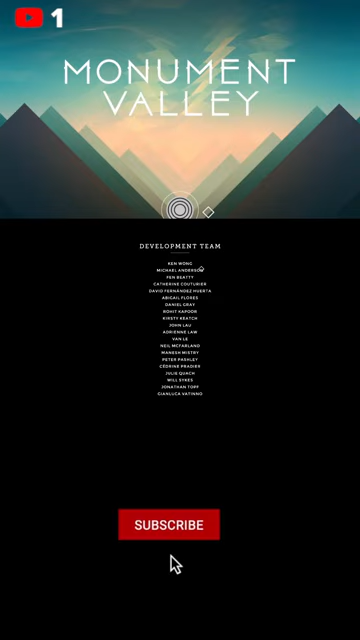 1
MONUMENT
VALLEY
DEVELOPMENT TEAM
KEN WONG
MICHAEL ANDERSON
FEN BEATTY
CATHERINE COUTURIER
DAVID FERNÁNDEZ HUERTA
ABIGAIL FLORES
DANIEL GRAY
ROHIT KAPOOR
KIRSTY KEATCH
JOHN LAU
ADRIENNE LAW
VAN LE
NEIL MCFARLAND
MANESH MISTRY
PETER PASHLEY
CÉDRINE PRADIER
JULIE QUACH
WILL SYKES
JONATHAN TOPF
GIANLUCA VATINNO
SUBSCRIBE